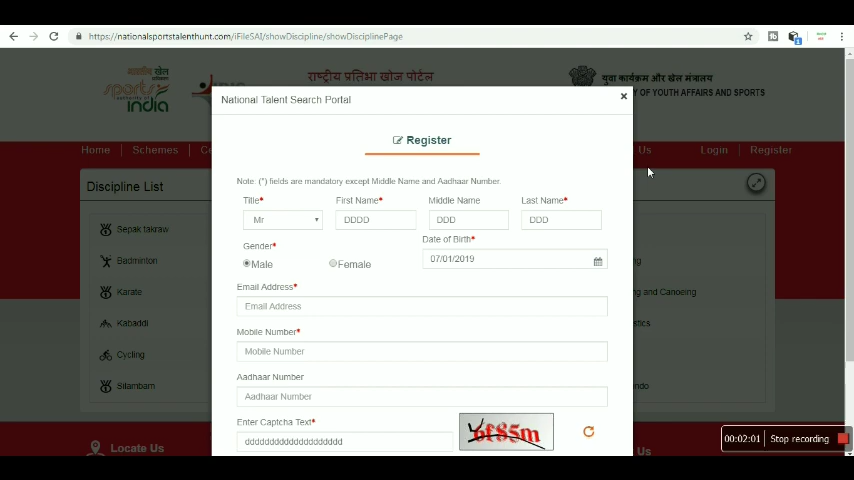 https://nationalsportstalenthunt.com/iFileSAI/showDiscipline/showDisciplinePage
भारतीय खेल
sports
india
राष्ट्रीय प्रतिभा खोज पोर्टल
युवा कार्यक्रम और खेल मंत्रालय
OF YOUTH AFFAIRS AND SPORTS
National Talent Search Portal ×
Register
Home Schemes Us Login Register
Note: (*) fields are mandatory except Middle Name and Aadhaar Number.
Discipline List
Title* First Name* Middle Name Last Name*
Mr DDDD DDD DDD
Sepak takraw
Gender* Date of Birth*
Male Female 07/01/2019
Badminton
Email Address*
Karate
ng and Canoeing
Email Address
Kabaddi
Mobile Number*
Mobile Number
Cycling
Aadhaar Number
Silambam
Aadhaar Number
Enter Captcha Text*
dddddddddddddddddddd
6f85m
Locate Us
Us
00:02:01 Stop recording